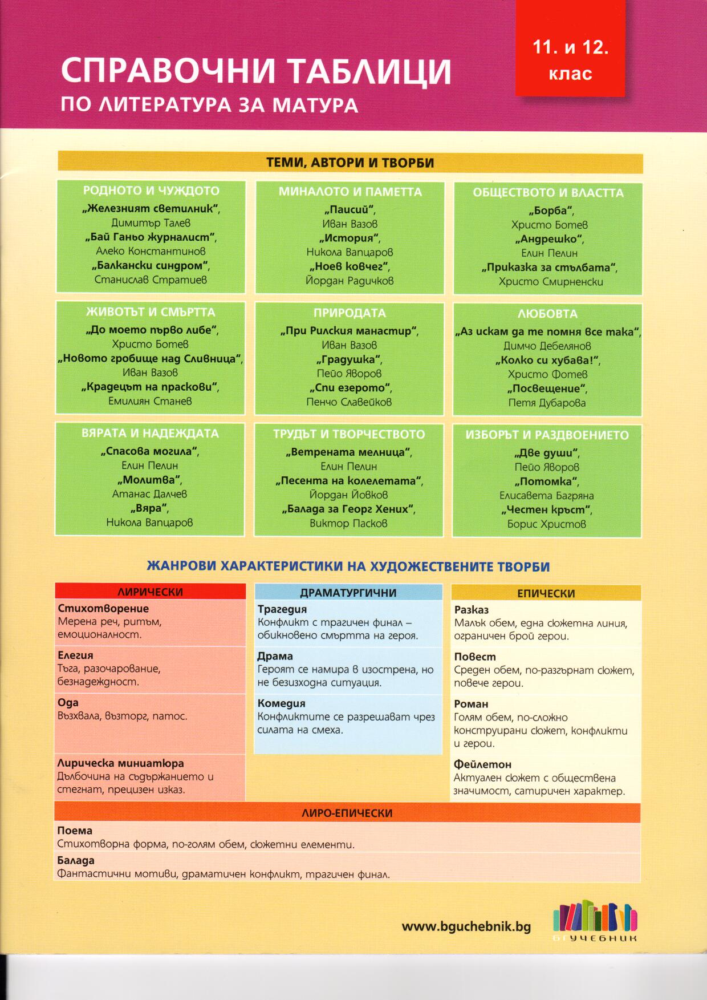 11. и 12.
клас
СПРАВОЧНИ ТАБЛИЦИ
ПО ЛИТЕРАТУРА ЗА МАТУРА
ТЕМИ, АВТОРИ И ТВОРБИ
РОДНОТО И ЧУЖДОТО
„Железният светилник“,
Димитър Талев
„Бай Ганьо журналист“,
Алеко Константинов
„Балкански синдром“,
Станислав Стратиев
МИНАЛОТО И ПАМЕТТА
„Паисий“,
Иван Вазов
„История“,
Никола Вапцаров
„Ноев ковчег“,
Йордан Радичков
ОБЩЕСТВОТО И ВЛАСТТА
„Борба“,
Христо Ботев
„Андрешко“,
Елин Пелин
„Приказка за стълбата“,
Христо Смирненски
ЖИВОТЪТ И СМЪРТТА
„До моето първо либе“,
Христо Ботев
„Новото гробище над Сливница“,
Иван Вазов
„Крадецът на праскови“,
Емилиян Станев
ПРИРОДАТА
„При Рилския манастир“,
Иван Вазов
„Градушка“,
Пейо Яворов
„Спи езерото“,
Пенчо Славейков
ЛЮБОВТА
„Аз искам да те помня все така“,
Димчо Дебелянов
„Колко си хубава!“,
Христо Фотев
„Посвещение“,
Петя Дубарова
ВЯРАТА И НАДЕЖДАТА
„Спасова могила“,
Елин Пелин
„Молитва“,
Атанас Далчев
„Вяра“,
Никола Вапцаров
ТРУДЪТ И ТВОРЧЕСТВОТО
„Ветрената мелница“,
Елин Пелин
„Песента на колелетата“,
Йордан Йовков
„Балада за Георг Хених“,
Виктор Пасков
ИЗБОРЪТ И РАЗДВОЕНИЕТО
„Две души“,
Пейо Яворов
„Потомка“,
Елисавета Багряна
„Честен кръст“,
Борис Христов
ЖАНРОВИ ХАРАКТЕРИСТИКИ НА ХУДОЖЕСТВЕНИТЕ ТВОРБИ
ЛИРИЧЕСКИ
Стихотворение
Мерена реч, ритъм,
емоционалност.
Елегия
Тъга, разочарование,
безнадеждност.
Ода
Възхвала, възторг, патос.
Лирическа миниатюра
Дълбочина на съдържанието и
стегнат, прецизен изказ.
ДРАМАТУРГИЧНИ
Трагедия
Конфликт с трагичен финал –
обикновено смъртта на героя.
Драма
Героят се намира в изострена, но
не безизходна ситуация.
Комедия
Конфликтите се разрешават чрез
силата на смеха.
ЕПИЧЕСКИ
Разказ
Малък обем, една сюжетна линия,
ограничен брой герои.
Повест
Среден обем, по-разгърнат сюжет,
повече герои.
Роман
Голям обем, по-сложно
конструирани сюжет, конфликти
и герои.
Фейлетон
Актуален сюжет с обществена
значимост, сатиричен характер.
ЛИРО-ЕПИЧЕСКИ
Поема
Стихотворна форма, по-голям обем, сюжетни елементи.
Балада
Фантастични мотиви, драматичен конфликт, трагичен финал.
www.bguchebnik.bg
БГУЧЕБНИК